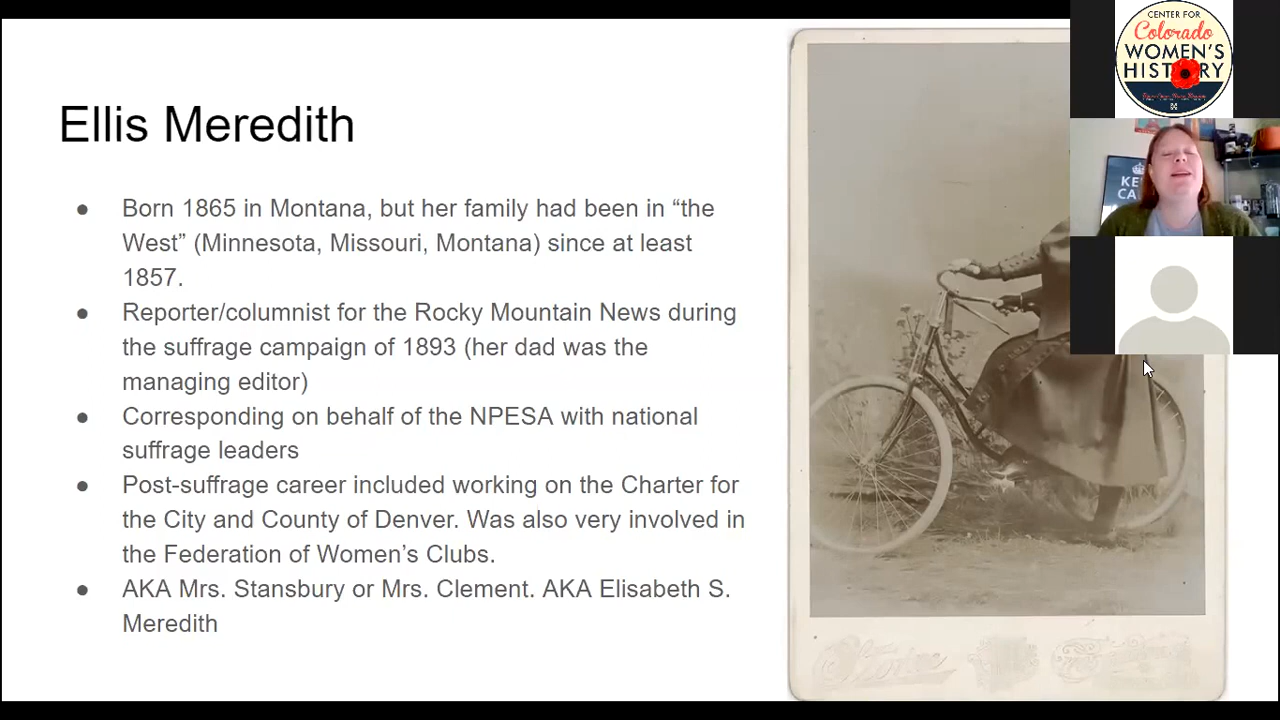 Ellis Meredith
● Born 1865 in Montana, but her family had been in “the
West” (Minnesota, Missouri, Montana) since at least
1857.
● Reporter/columnist for the Rocky Mountain News during
the suffrage campaign of 1893 (her dad was the
managing editor)
● Corresponding on behalf of the NPESA with national
suffrage leaders
● Post-suffrage career included working on the Charter for
the City and County of Denver. Was also very involved in
the Federation of Women’s Clubs.
● AKA Mrs. Stansbury or Mrs. Clement. AKA Elisabeth S.
Meredith
CENTER FOR
Colorado
WOMEN'S
HISTORY